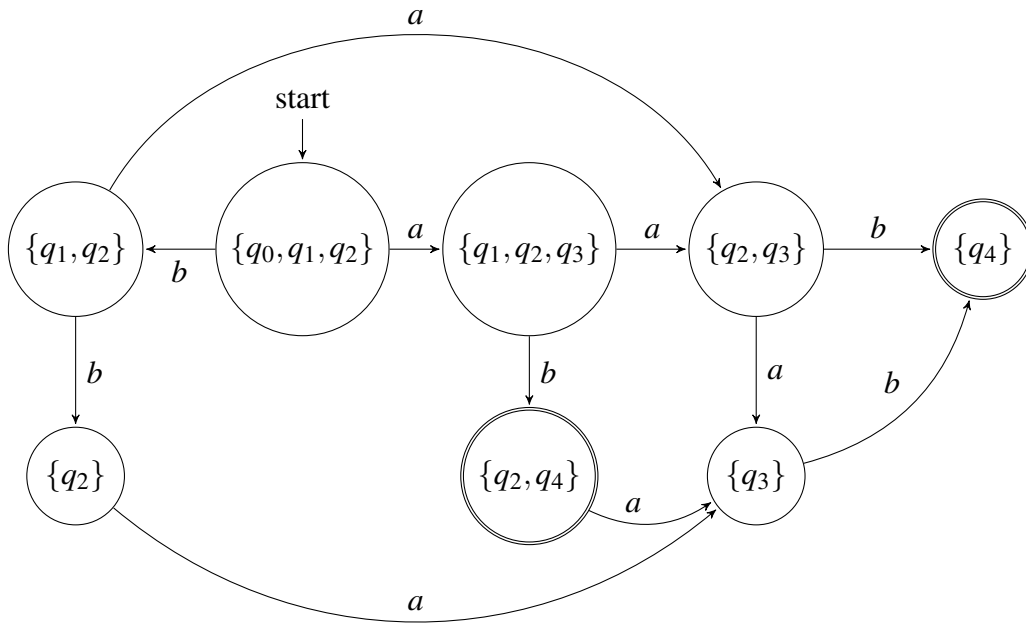 a
start
{q₁, q₂} b {q₀, q₁, q₂} a {q₁, q₂, q₃} a {q₂, q₃} b {q₄}
b b a b
{q₂} {q₂, q₄} a {q₃}
a